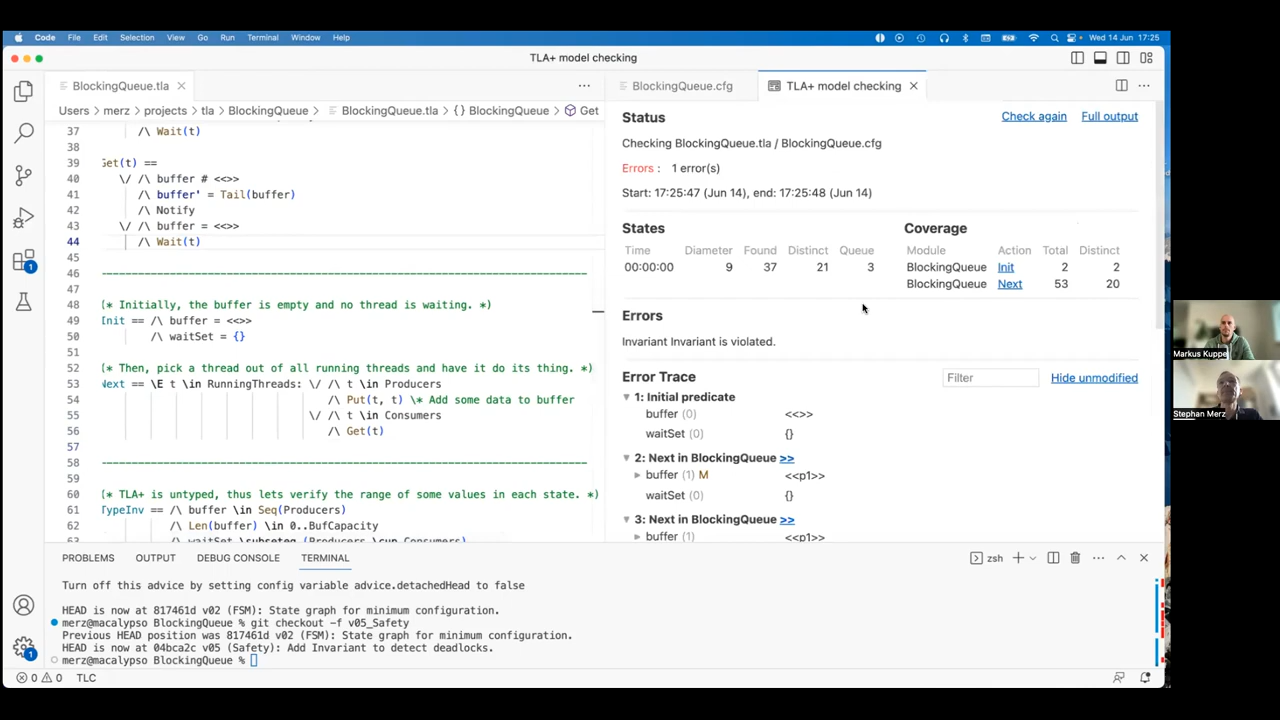 Code File Edit Selection View Go Run Terminal Window Help Wed 14 Jun 17:25
TLA+ model checking
BlockingQueue.tla
Users > merz > projects > tla > BlockingQueue > BlockingQueue.tla > {} BlockingQueue > Get
37 /\ Wait(t)
38
39 Get(t) ==
40 \/ /\ buffer # <<>>
41 /\ buffer' = Tail(buffer)
42 /\ Notify
43 \/ /\ buffer = <<>>
44 /\ Wait(t)
45
46 ---------------------------------------------------------------------
47
48 (* Initially, the buffer is empty and no thread is waiting. *)
49 Init == /\ buffer = <<>>
50 /\ waitSet = {}
51
52 (* Then, pick a thread out of all running threads and have it do its thing. *)
53 Next == \E t \in RunningThreads: \/ /\ t \in Producers
54 /\ Put(t, t) \* Add some data to buffer
55 \/ /\ t \in Consumers
56 /\ Get(t)
57
58 ---------------------------------------------------------------------
59
60 (* TLA+ is untyped, thus lets verify the range of some values in each state. *)
61 TypeInv == /\ buffer \in Seq(Producers)
62 /\ Len(buffer) \in 0..BufCapacity
/\ waitSet \subseteq (Producers \cup Consumers)
BlockingQueue.cfg TLA+ model checking
Status Check again Full output
Checking BlockingQueue.tla / BlockingQueue.cfg
Errors : 1 error(s)
Start: 17:25:47 (Jun 14), end: 17:25:48 (Jun 14)
States
Time Diameter Found Distinct Queue
00:00:00 9 37 21 3
Coverage
Module Action Total Distinct
BlockingQueue Init 2 2
BlockingQueue Next 53 20
Errors
Invariant Invariant is violated.
Error Trace Filter Hide unmodified
1: Initial predicate
buffer (0) <<>>
waitSet (0) {}
2: Next in BlockingQueue >>
buffer (1) M <<p1>>
waitSet (0) {}
3: Next in BlockingQueue >>
buffer (1) <<p1>>
PROBLEMS OUTPUT DEBUG CONSOLE TERMINAL zsh
Turn off this advice by setting config variable advice.detachedHead to false
HEAD is now at 817461d v02 (FSM): State graph for minimum configuration.
merz@macalypso BlockingQueue % git checkout -f v05_Safety
Previous HEAD position was 817461d v02 (FSM): State graph for minimum configuration.
HEAD is now at 04bca2c v05 (Safety): Add Invariant to detect deadlocks.
merz@macalypso BlockingQueue %
0 0 TLC
1
1
Markus Kuppe
Stephan Merz